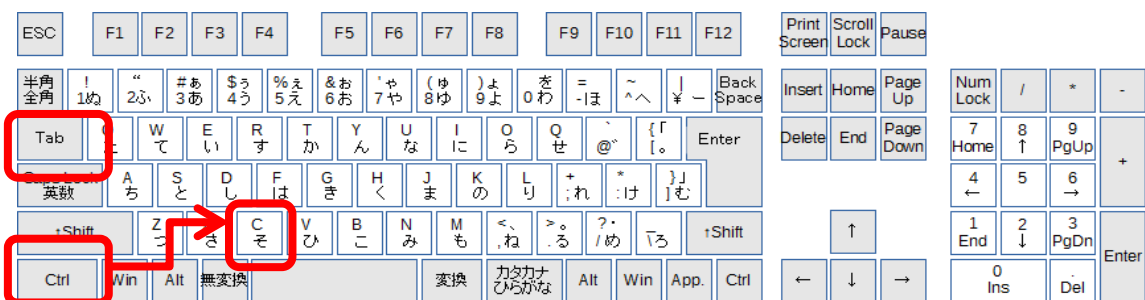 ESC F1 F2 F3 F4 F5 F6 F7 F8 F9 F10 F11 F12 Print Screen Scroll Lock Pause
半角 全角 ! 1ぬ “ 2ふ #ぁ 3あ $ぅ 4う %ぇ 5え &ぉ 6お 'ゃ 7や (ゅ 8ゆ )ょ 9よ を 0わ = -ほ ~ ^へ | ¥ー Back Space Insert Home Page Up Num Lock / * -
Tab W て E い R す T か Y ん U な I に O ら Q せ ` @゛ {「 [。 Enter Delete End Page Down 7 Home 8 ↑ 9 PgUp +
Caps Lock 英数 A ち S と D し F は G き H く J ま K の L り + ;れ * :け }」 ]む 4 ← 5 6 →
↑Shift Z つ さ C そ V ひ B こ N み M も <、 ,ね >。 .る ?・ /め \ろ ↑Shift ↑ 1 End 2 ↓ 3 PgDn Enter
Ctrl Win Alt 無変換 変換 カタカナ ひらがな Alt Win App. Ctrl ← ↓ → 0 Ins . Del